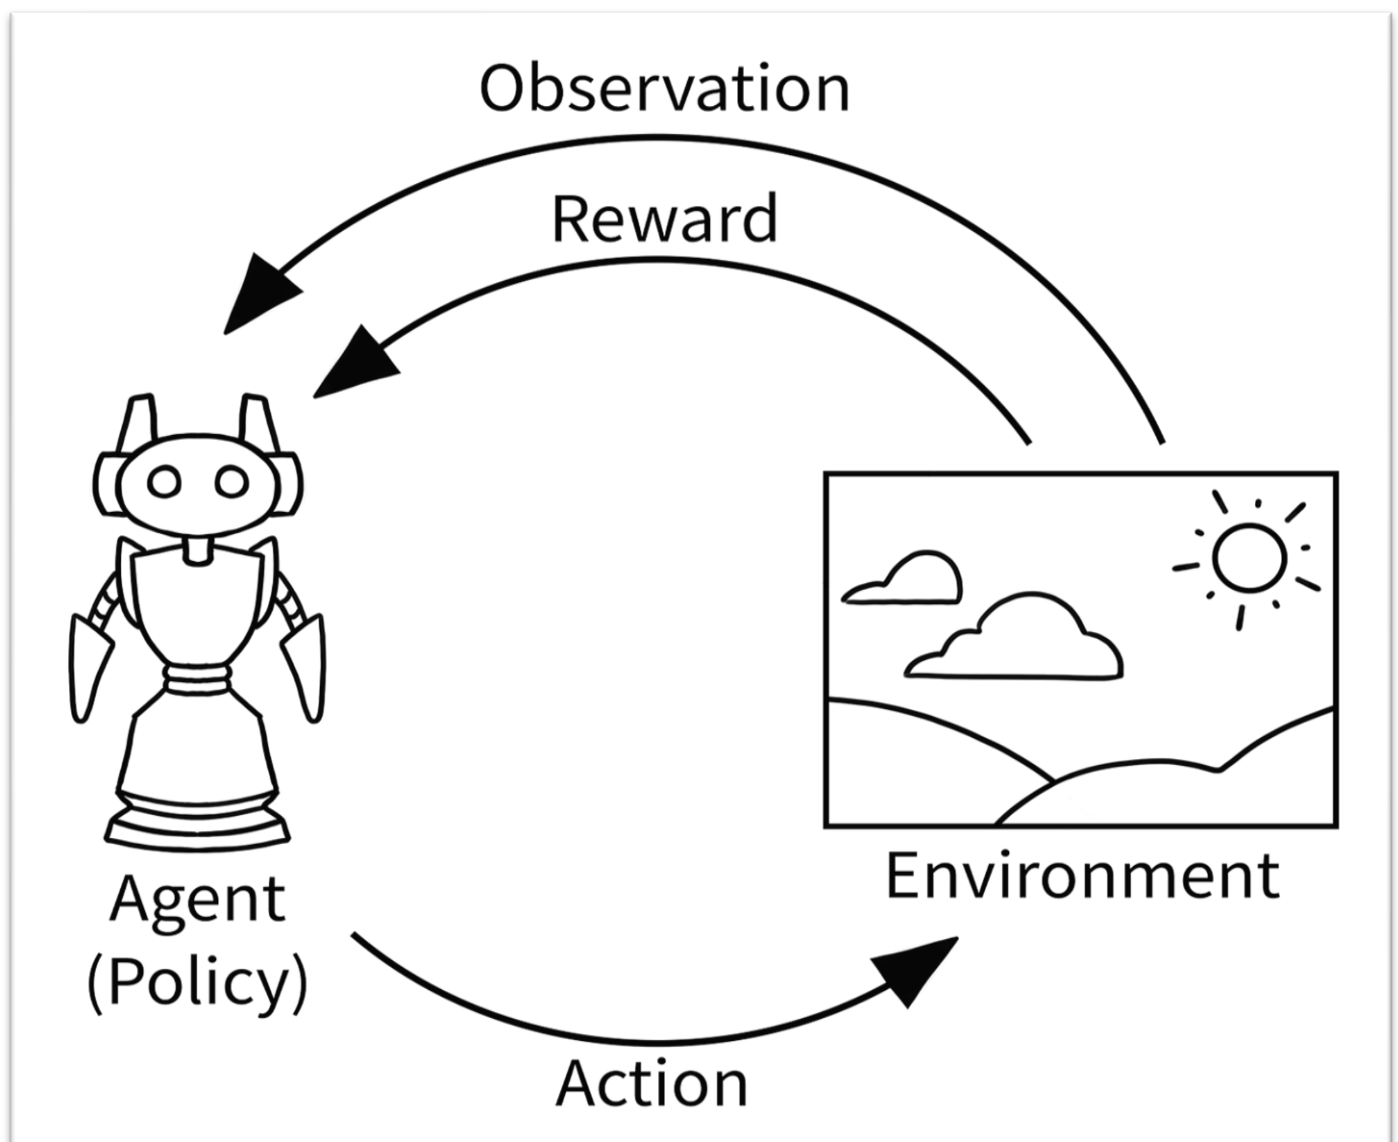 Observation
Reward
Agent
(Policy)
Environment
Action